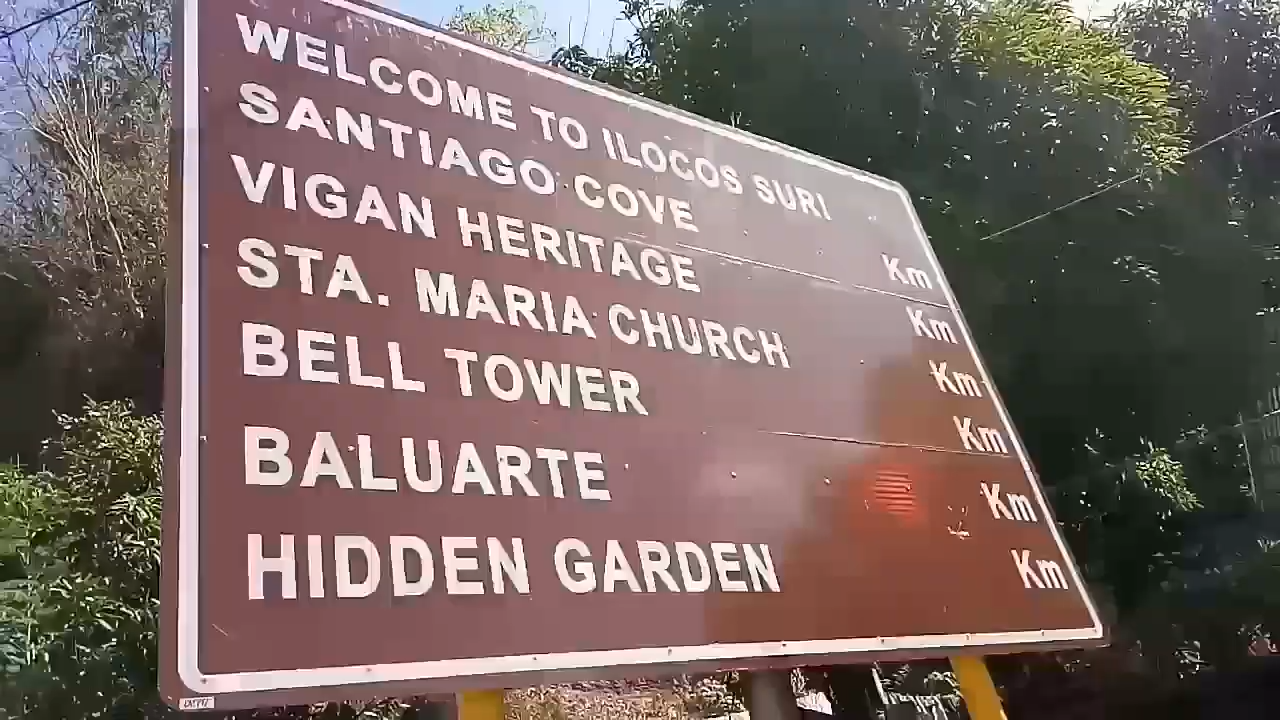 WELCOME TO ILOCOS SURI
SANTIAGO COVE Km
VIGAN HERITAGE Km
STA. MARIA CHURCH Km
BELL TOWER Km
BALUARTE Km
HIDDEN GARDEN Km